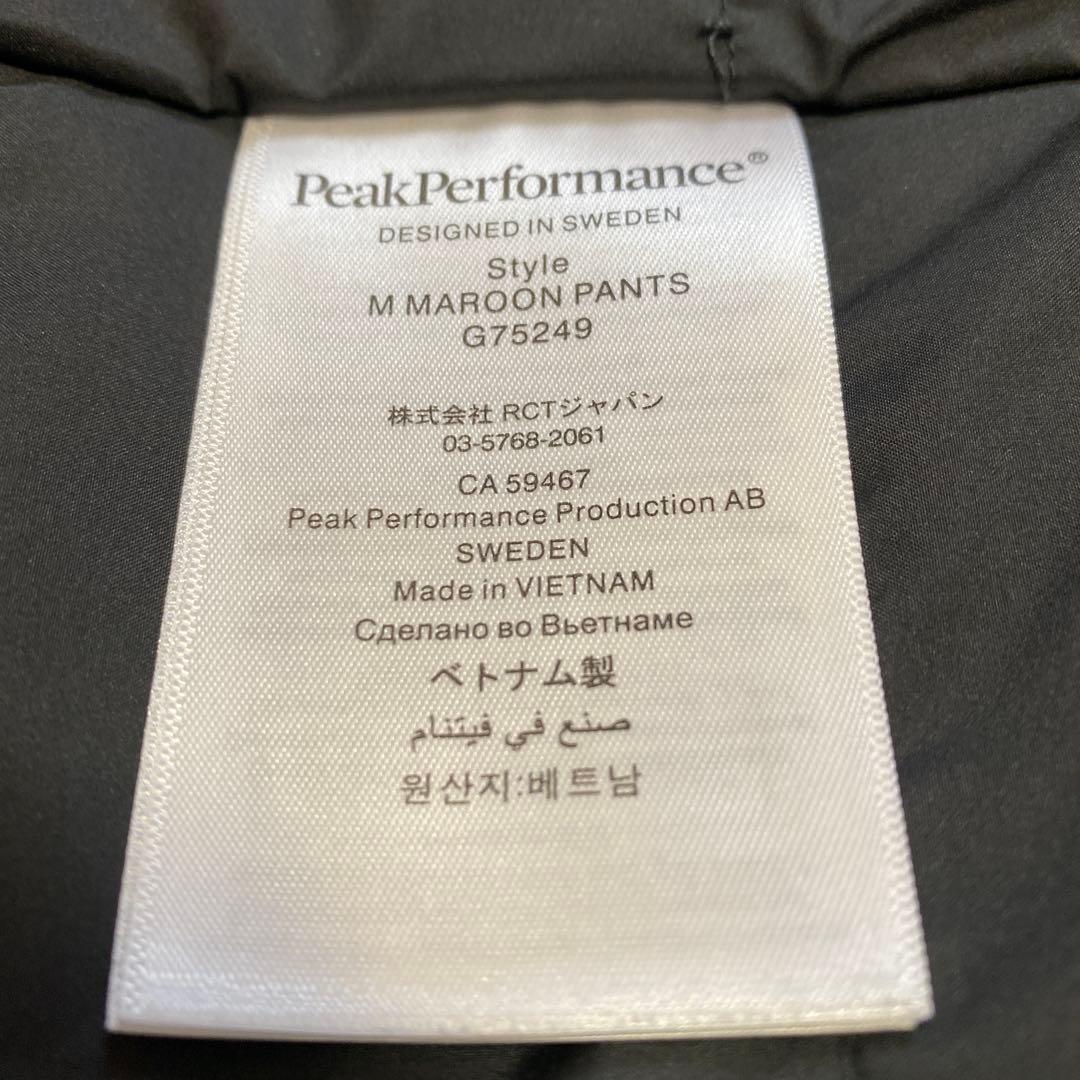 PeakPerformance®
DESIGNED IN SWEDEN
Style
M MAROON PANTS
G75249
株式会社 RCTジャパン
03-5768-2061
CA 59467
Peak Performance Production AB
SWEDEN
Made in VIETNAM
Сделано во Вьетнаме
ベトナム製
صنع في فيتنام
원산지:베트남